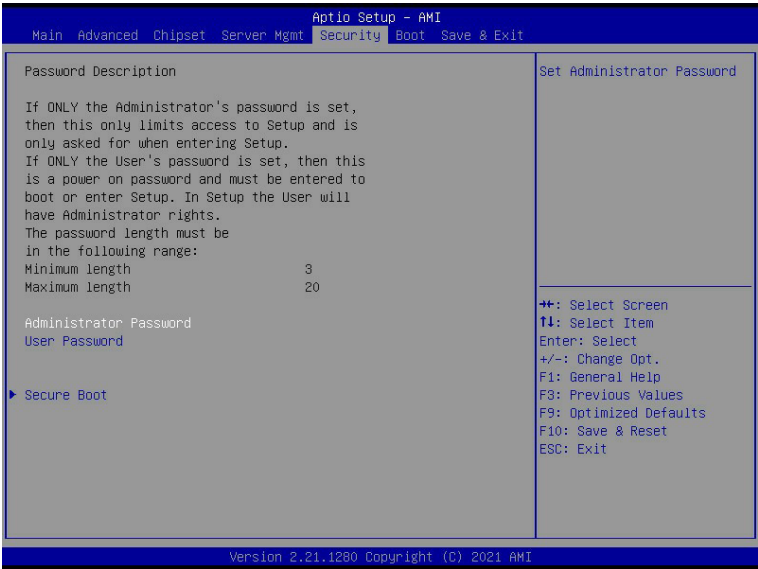 Aptio Setup – AMI
Main Advanced Chipset Server Mgmt Security Boot Save & Exit
Password Description
If ONLY the Administrator's password is set,
then this only limits access to Setup and is
only asked for when entering Setup.
If ONLY the User's password is set, then this
is a power on password and must be entered to
boot or enter Setup. In Setup the User will
have Administrator rights.
The password length must be
in the following range:
Minimum length 3
Maximum length 20
Administrator Password
User Password
Secure Boot
Set Administrator Password
→←: Select Screen
↑↓: Select Item
Enter: Select
+/-: Change Opt.
F1: General Help
F3: Previous Values
F9: Optimized Defaults
F10: Save & Reset
ESC: Exit
Version 2.21.1280 Copyright (C) 2021 AMI